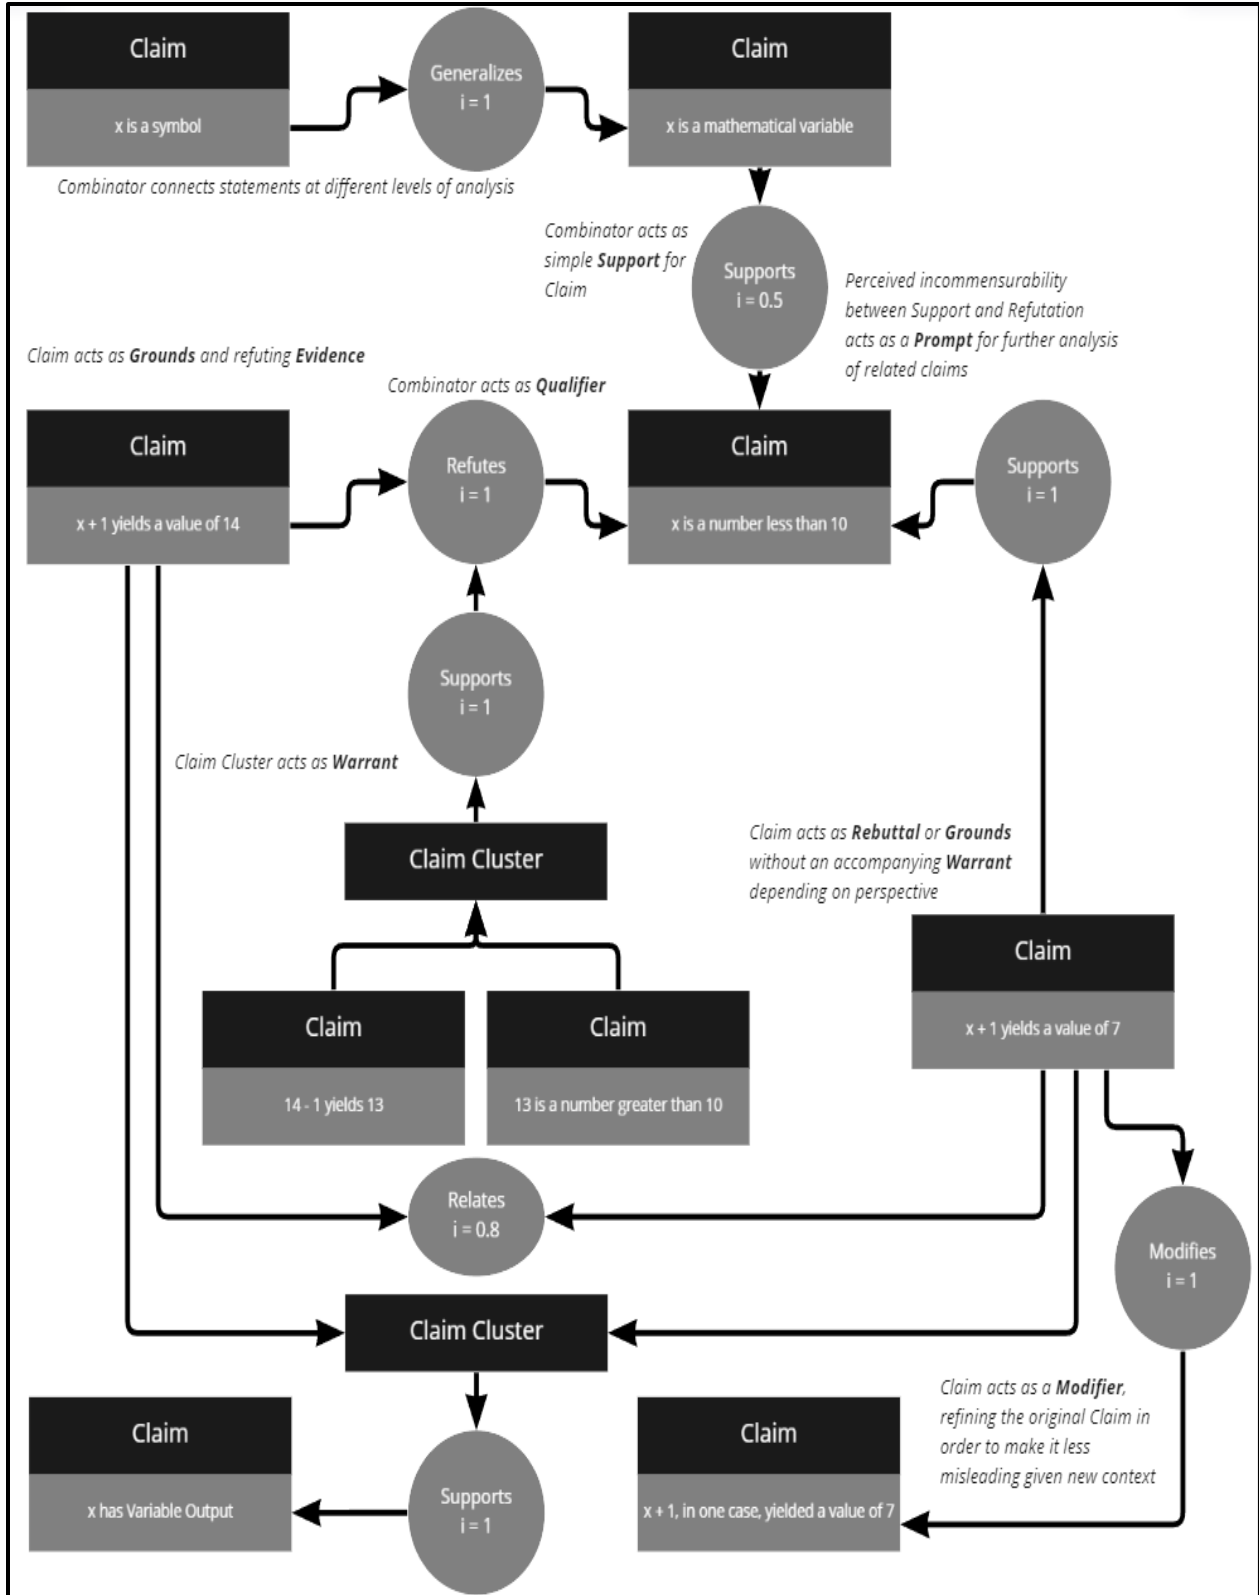 Claim
x is a symbol
Generalizes
i = 1
Claim
x is a mathematical variable
Combinator connects statements at different levels of analysis
Combinator acts as
simple Support for
Claim
Supports
i = 0.5
Perceived incommensurability
between Support and Refutation
acts as a Prompt for further analysis
of related claims
Claim acts as Grounds and refuting Evidence
Combinator acts as Qualifier
Claim
x + 1 yields a value of 14
Refutes
i = 1
Claim
x is a number less than 10
Supports
i = 1
Supports
i = 1
Claim Cluster acts as Warrant
Claim Cluster
Claim acts as Rebuttal or Grounds
without an accompanying Warrant
depending on perspective
Claim
x + 1 yields a value of 7
Claim
14 - 1 yields 13
Claim
13 is a number greater than 10
Relates
i = 0.8
Modifies
i = 1
Claim Cluster
Claim acts as a Modifier,
refining the original Claim in
order to make it less
misleading given new context
Claim
x has Variable Output
Supports
i = 1
Claim
x + 1, in one case, yielded a value of 7